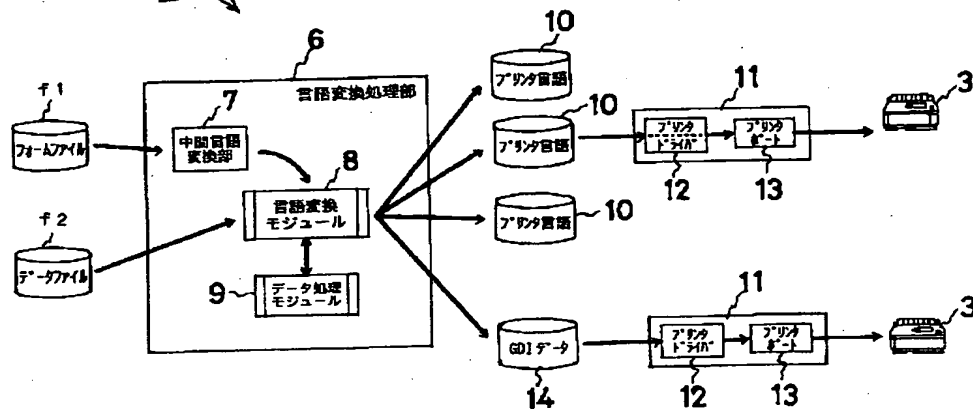 6
言語変換処理部
f1
フォームファイル
7
中間言語
変換部
8
言語変換
モジュール
f2
データファイル
9
データ処理
モジュール
10
プリンタ言語
10
プリンタ言語
10
プリンタ言語
11
プリンタ
ドライバ
プリンタ
ポート
12
13
3
GDIデータ
14
11
プリンタ
ドライバ
プリンタ
ポート
12
13
3